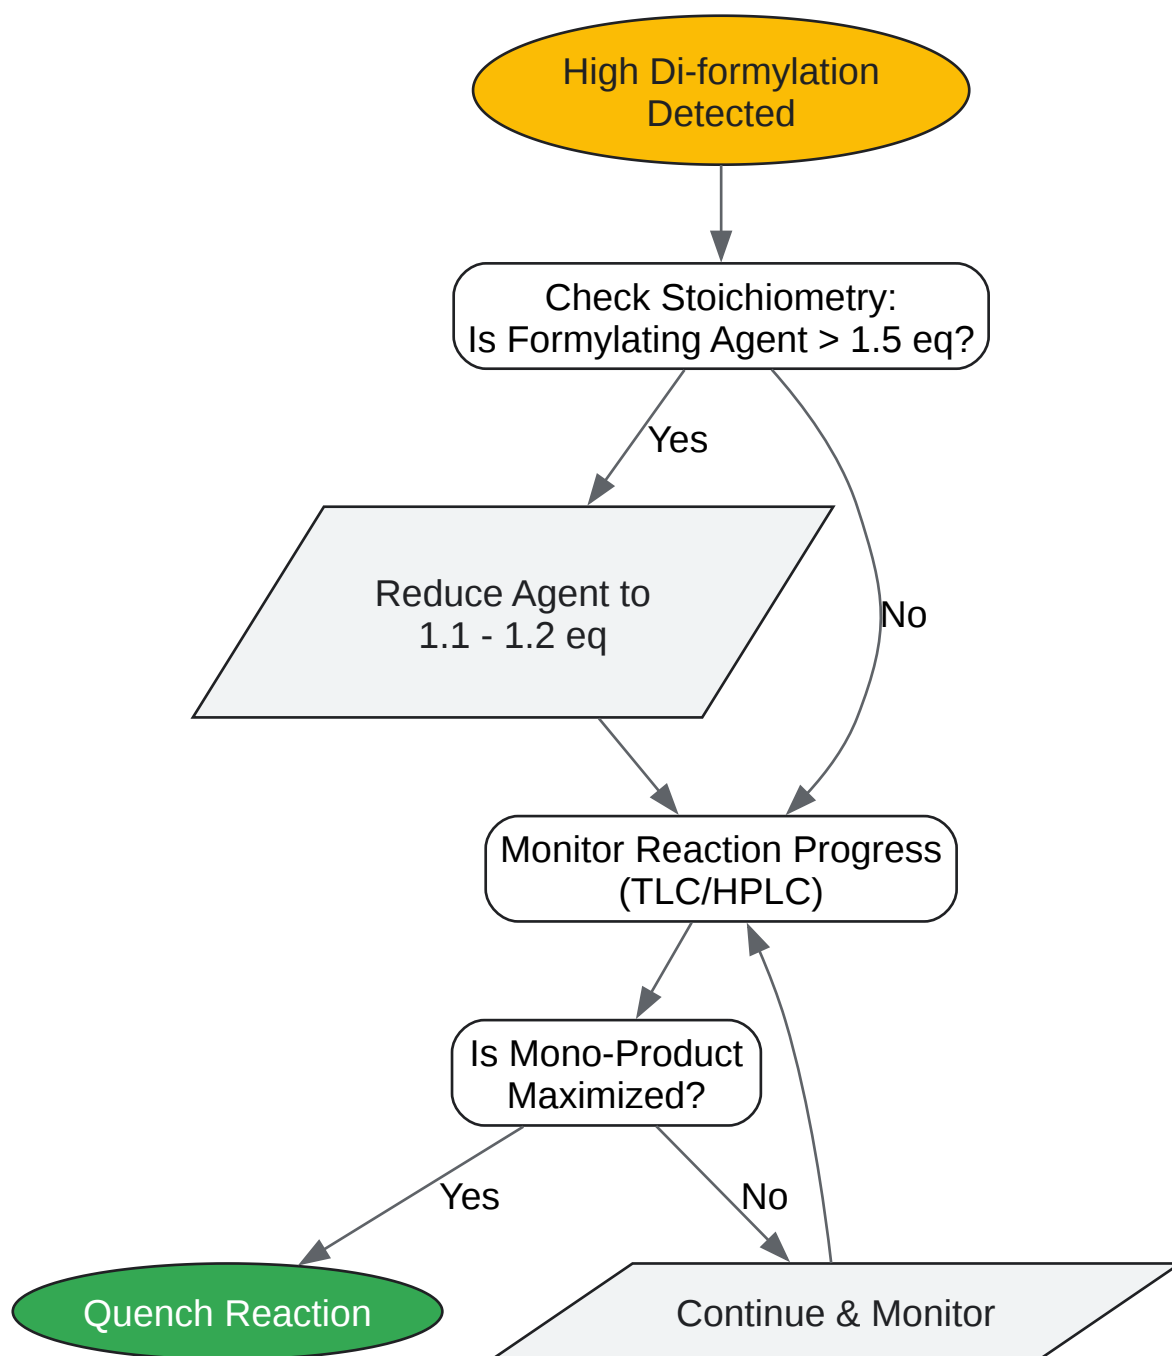 High Di-formylation
Detected
Check Stoichiometry:
Is Formylating Agent > 1.5 eq?
Yes
Reduce Agent to
1.1 - 1.2 eq
No
Monitor Reaction Progress
(TLC/HPLC)
Is Mono-Product
Maximized?
Yes
No
Quench Reaction
Continue & Monitor